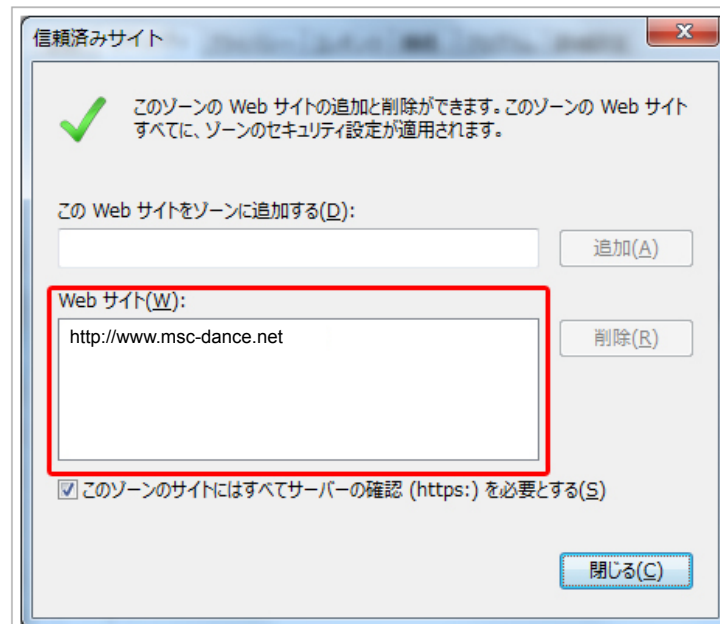 信頼済みサイト
このゾーンの Web サイトの追加と削除ができます。このゾーンの Web サイト
すべてに、ゾーンのセキュリティ設定が適用されます。
この Web サイトをゾーンに追加する(D):
追加(A)
Web サイト(W):
http://www.msc-dance.net
削除(R)
このゾーンのサイトにはすべてサーバーの確認 (https:) を必要とする(S)
閉じる(C)